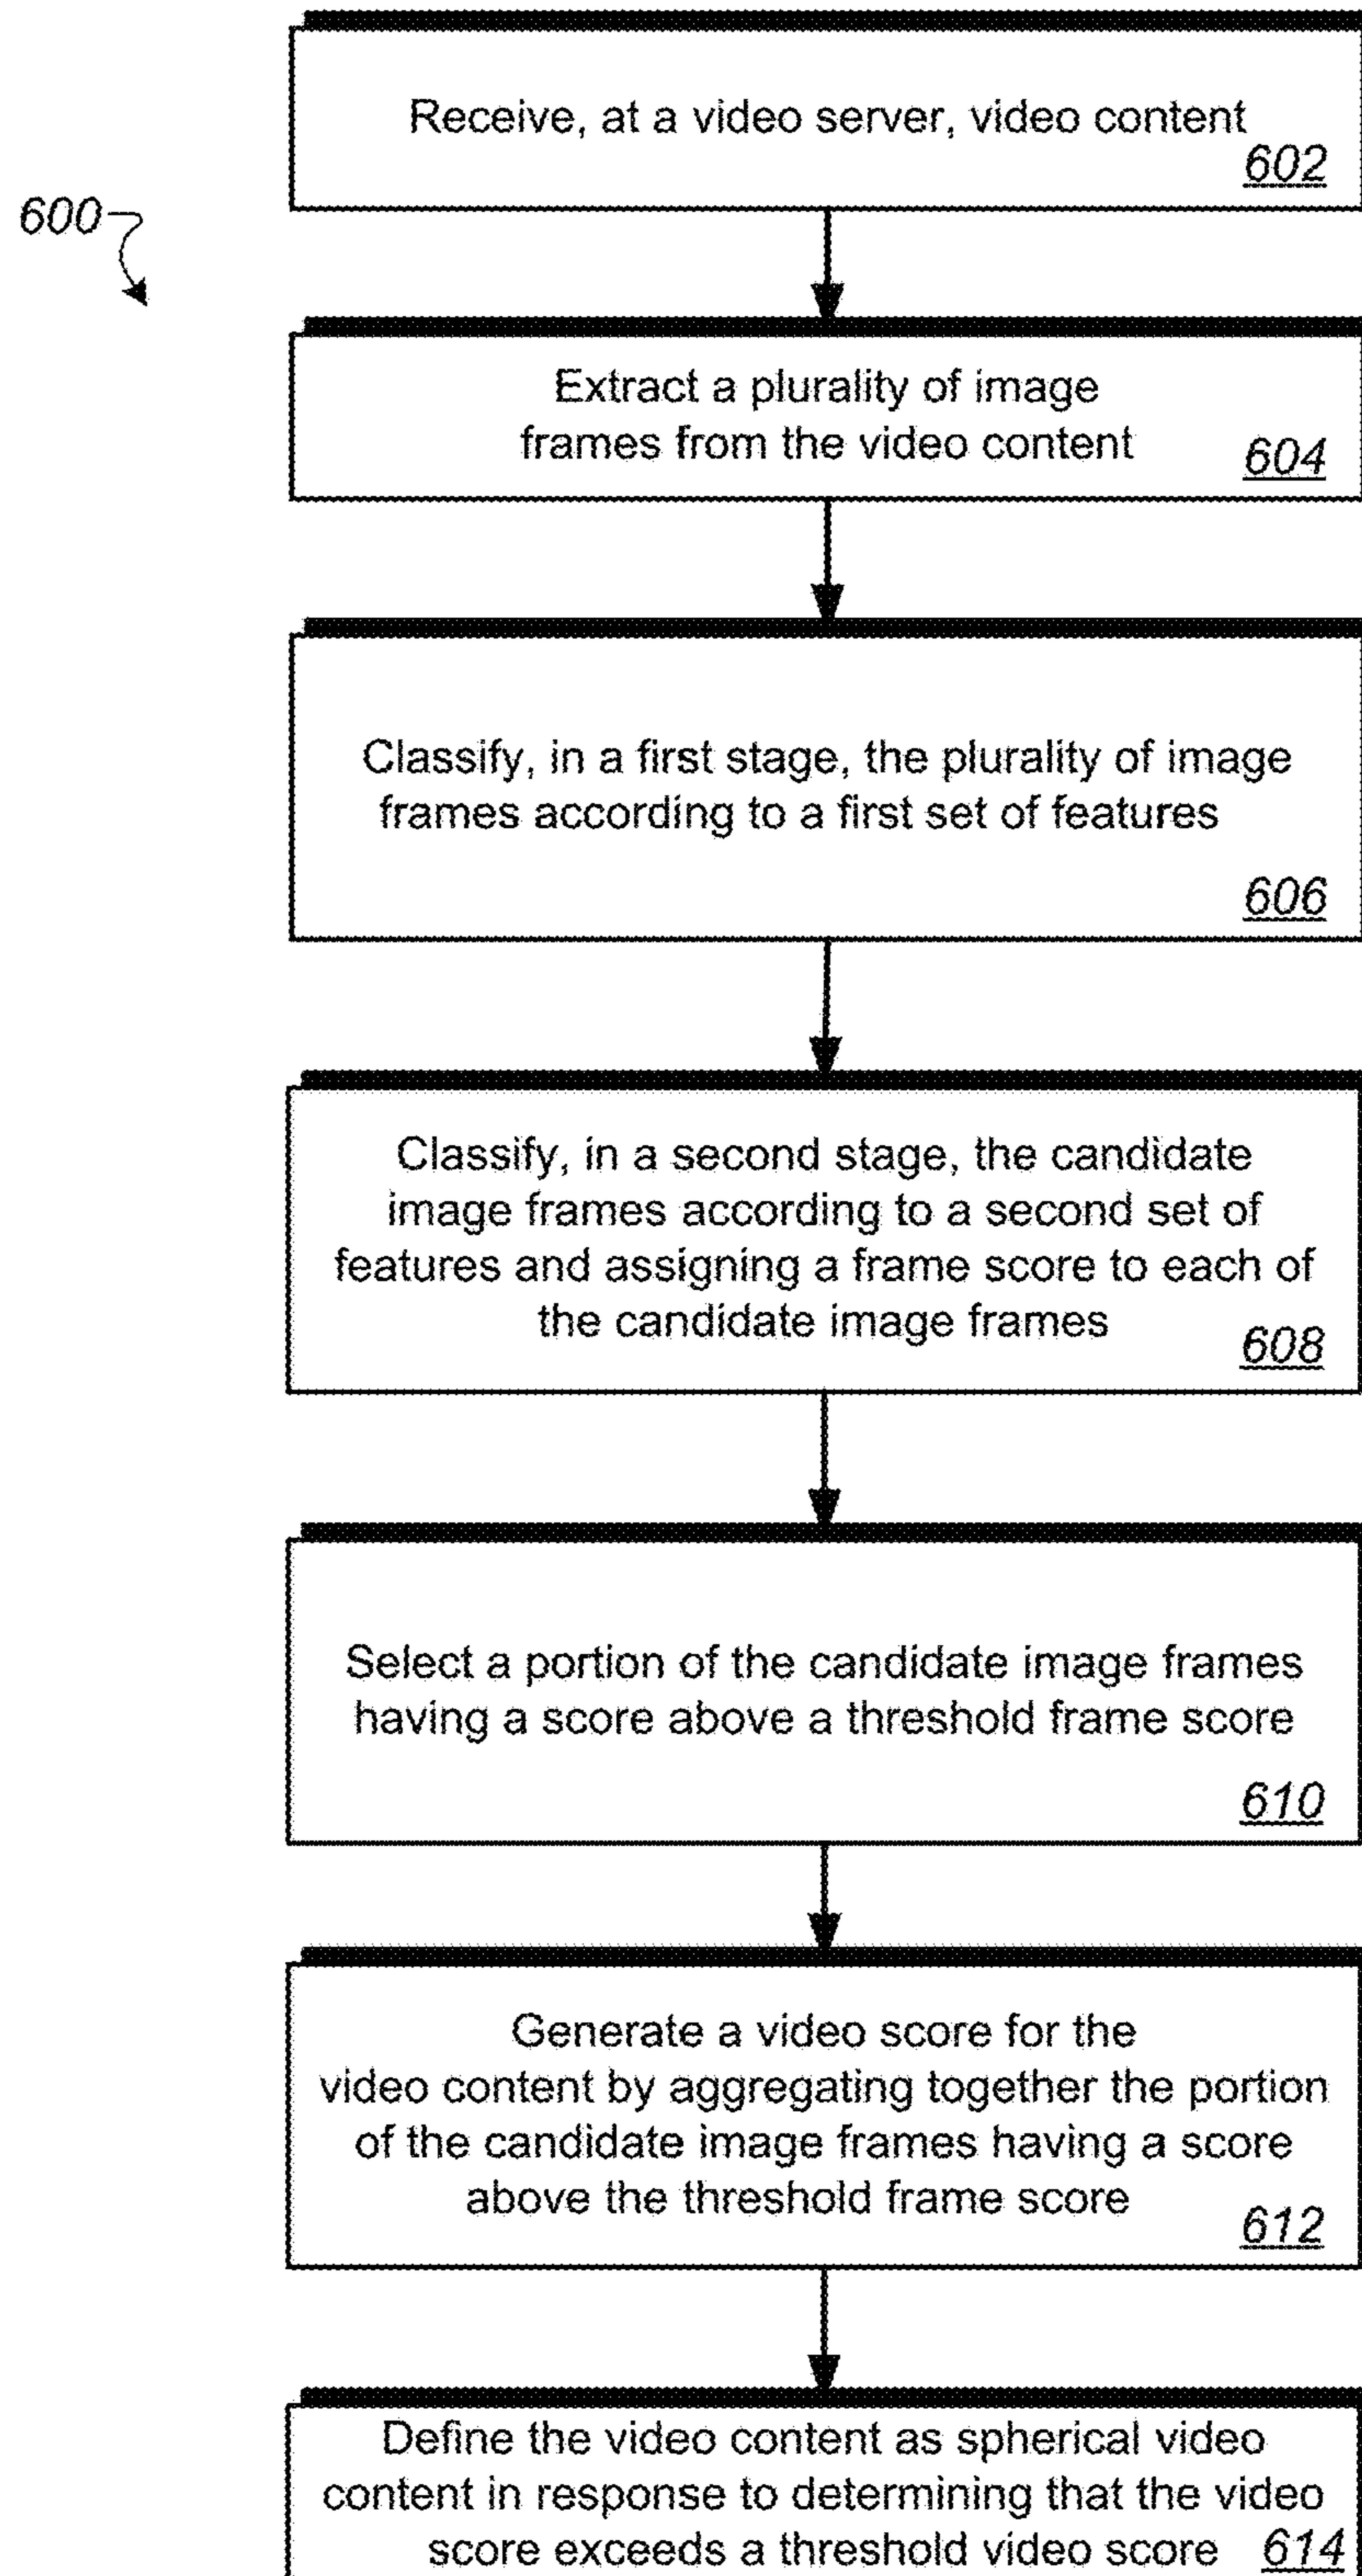 Receive, at a video server, video content
602
600
Extract a plurality of image
frames from the video content
604
Classify, in a first stage, the plurality of image
frames according to a first set of features
606
Classify, in a second stage, the candidate
image frames according to a second set of
features and assigning a frame score to each of
the candidate image frames
608
Select a portion of the candidate image frames
having a score above a threshold frame score
610
Generate a video score for the
video content by aggregating together the portion
of the candidate image frames having a score
above the threshold frame score
612
Define the video content as spherical video
content in response to determining that the video
score exceeds a threshold video score 614